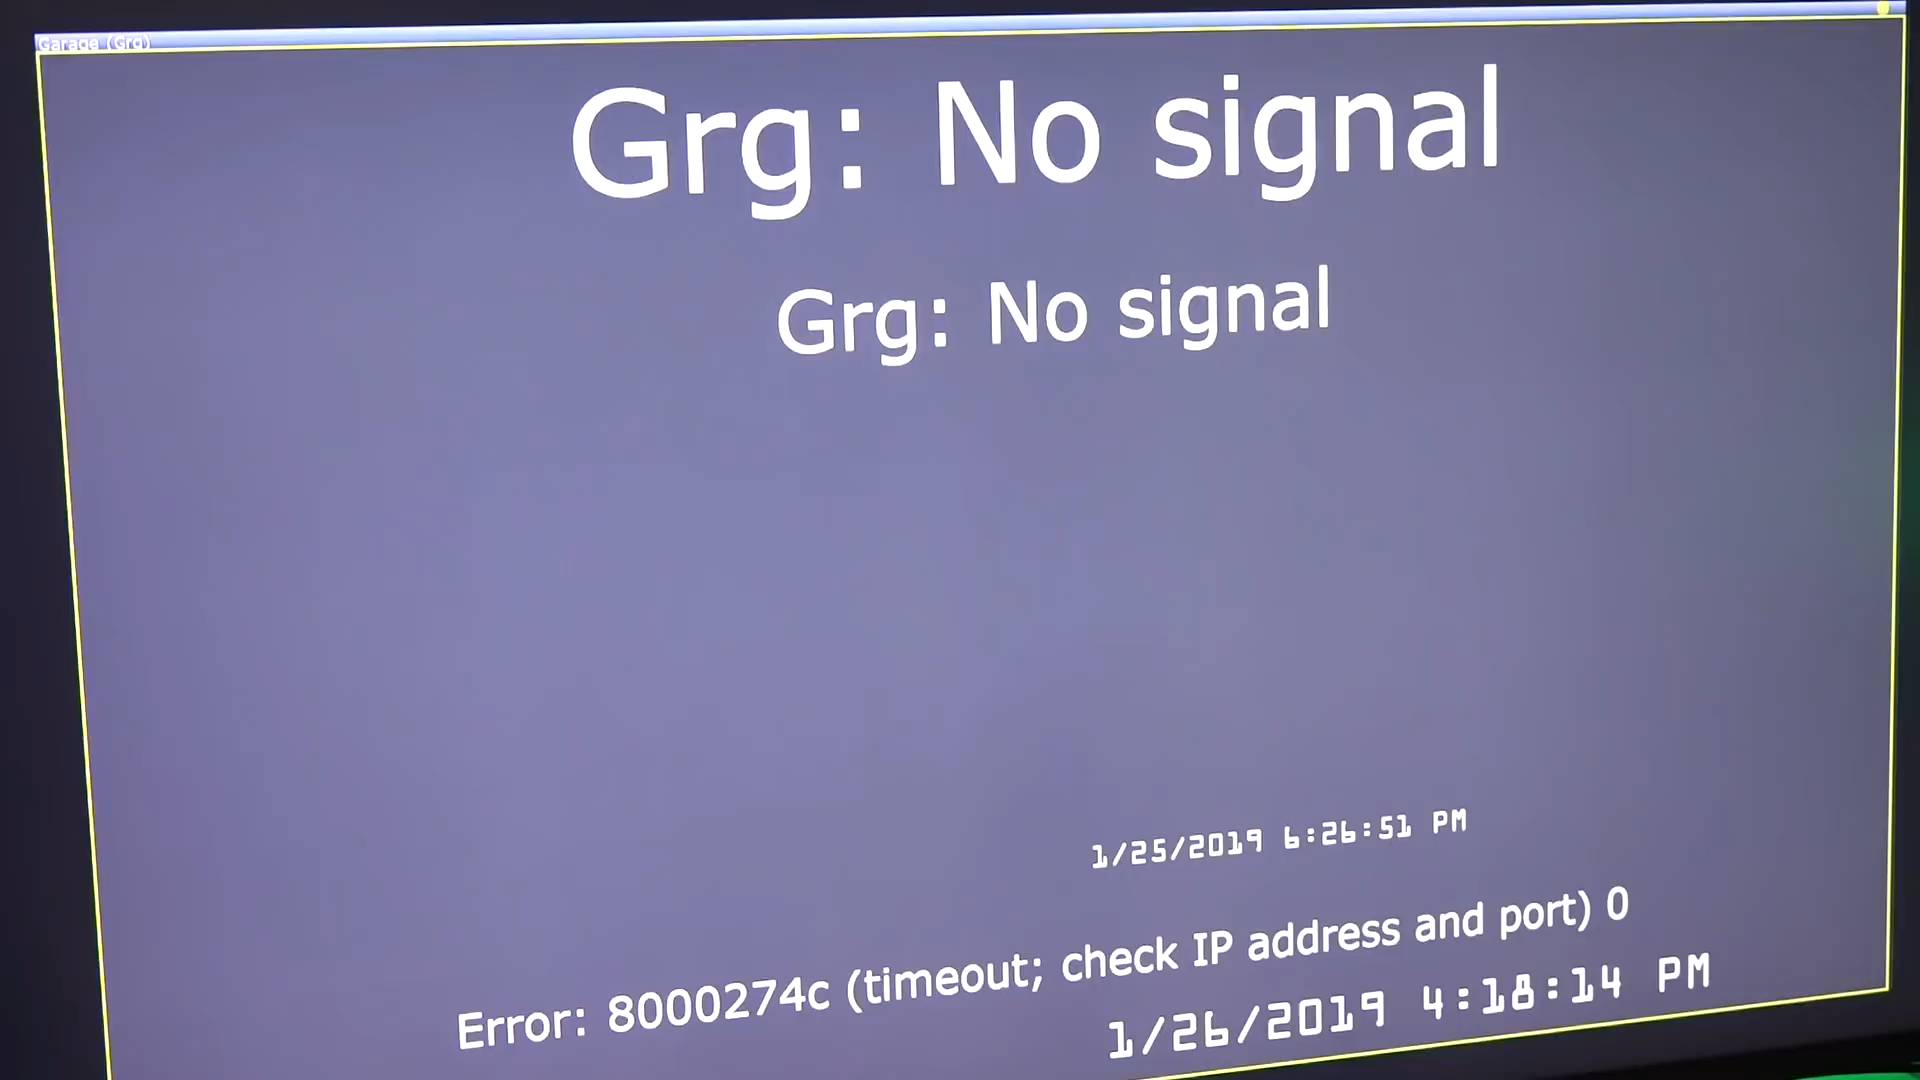 Garage (Grg)
Grg: No signal
Grg: No signal
1/25/2019 6:26:51 PM
Error: 8000274c (timeout; check IP address and port) 0
1/26/2019 4:18:14 PM